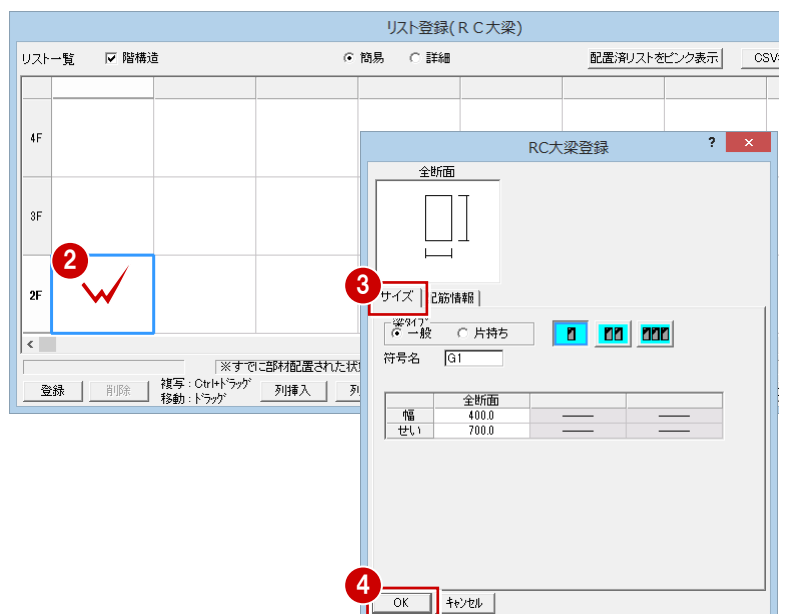 リスト登録(ＲＣ大梁)
リスト一覧 階構造 簡易 詳細 配置済リストをピンク表示 CSV
4F
3F
2
2F
※すでに部材配置された状
登録 削除 複写：Ctrl+ドラッグ 列挿入 列
移動：ドラッグ
RC大梁登録 ?
全断面
3
サイズ 配筋情報
梁タイプ
一般 片持ち
符号名 G1
全断面
幅 400.0
せい 700.0
4
OK キャンセル